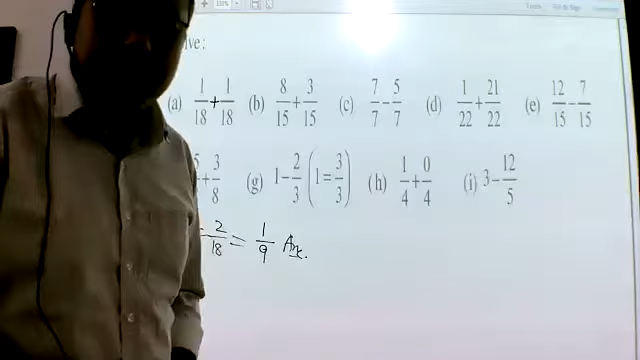 ve:
(a) 1/18 + 1/18 (b) 8/15 + 3/15 (c) 7/7 - 5/7 (d) 1/22 + 21/22 (e) 12/15 - 7/15
+ 3/8 (g) 1 - 2/3 (1 = 3/3) (h) 1/4 + 0/4 (i) 3 - 12/5
2/18 = 1/9 Ans.